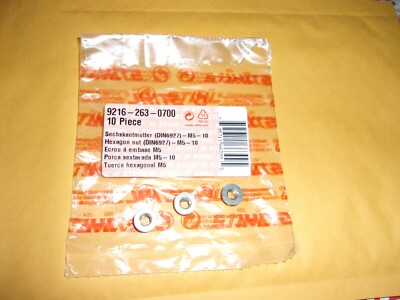 9216-263-0700
10 Piece
Sechskantmutter (DIN6927)-M5-10
Hexagon nut (DIN6927)-M5-10
Ecrou à embase M5
Porca sextavada M5-10
Tuerca hexagonal M5
STIHL